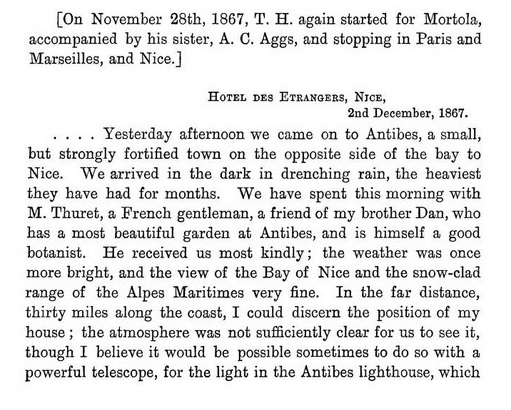 [On November 28th, 1867, T. H. again started for Mortola,
accompanied by his sister, A. C. Aggs, and stopping in Paris and
Marseilles, and Nice.]
Hotel des Etrangers, Nice,
2nd December, 1867.
. . . . Yesterday afternoon we came on to Antibes, a small,
but strongly fortified town on the opposite side of the bay to
Nice. We arrived in the dark in drenching rain, the heaviest
they have had for months. We have spent this morning with
M. Thuret, a French gentleman, a friend of my brother Dan, who
has a most beautiful garden at Antibes, and is himself a good
botanist. He received us most kindly; the weather was once
more bright, and the view of the Bay of Nice and the snow-clad
range of the Alpes Maritimes very fine. In the far distance,
thirty miles along the coast, I could discern the position of my
house; the atmosphere was not sufficiently clear for us to see it,
though I believe it would be possible sometimes to do so with a
powerful telescope, for the light in the Antibes lighthouse, which